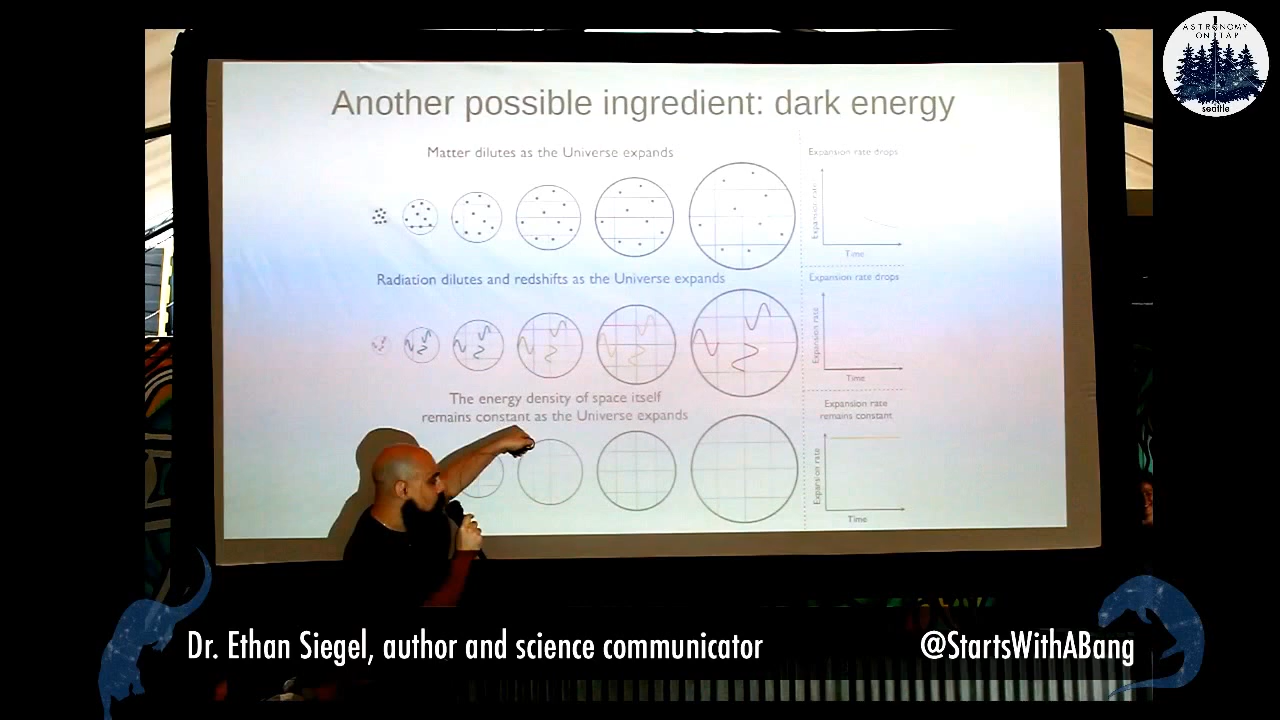 ASTRONOMY
ON TAP
seattle
Another possible ingredient: dark energy
Matter dilutes as the Universe expands
Expansion rate drops
Expansion rate
Time
Radiation dilutes and redshifts as the Universe expands
Expansion rate drops
Expansion rate
Time
The energy density of space itself
remains constant as the Universe expands
Expansion rate
remains constant
Expansion rate
Time
Dr. Ethan Siegel, author and science communicator
@StartsWithABang